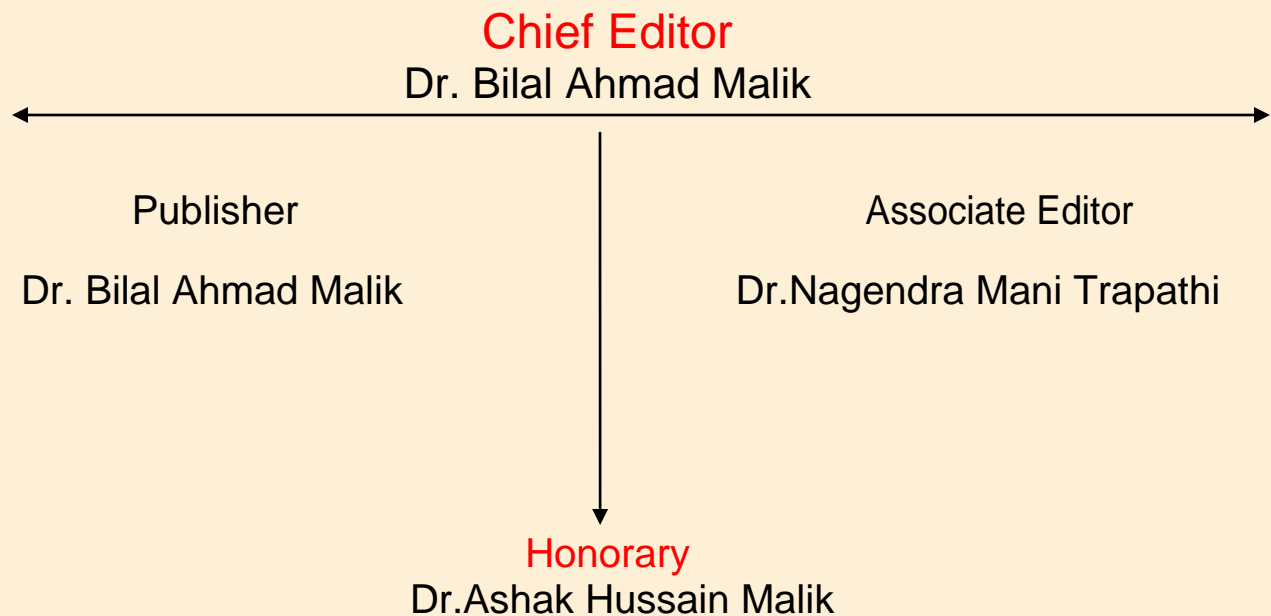 Chief Editor
Dr. Bilal Ahmad Malik
Publisher
Associate Editor
Dr. Bilal Ahmad Malik
Dr.Nagendra Mani Trapathi
Honorary
Dr.Ashak Hussain Malik